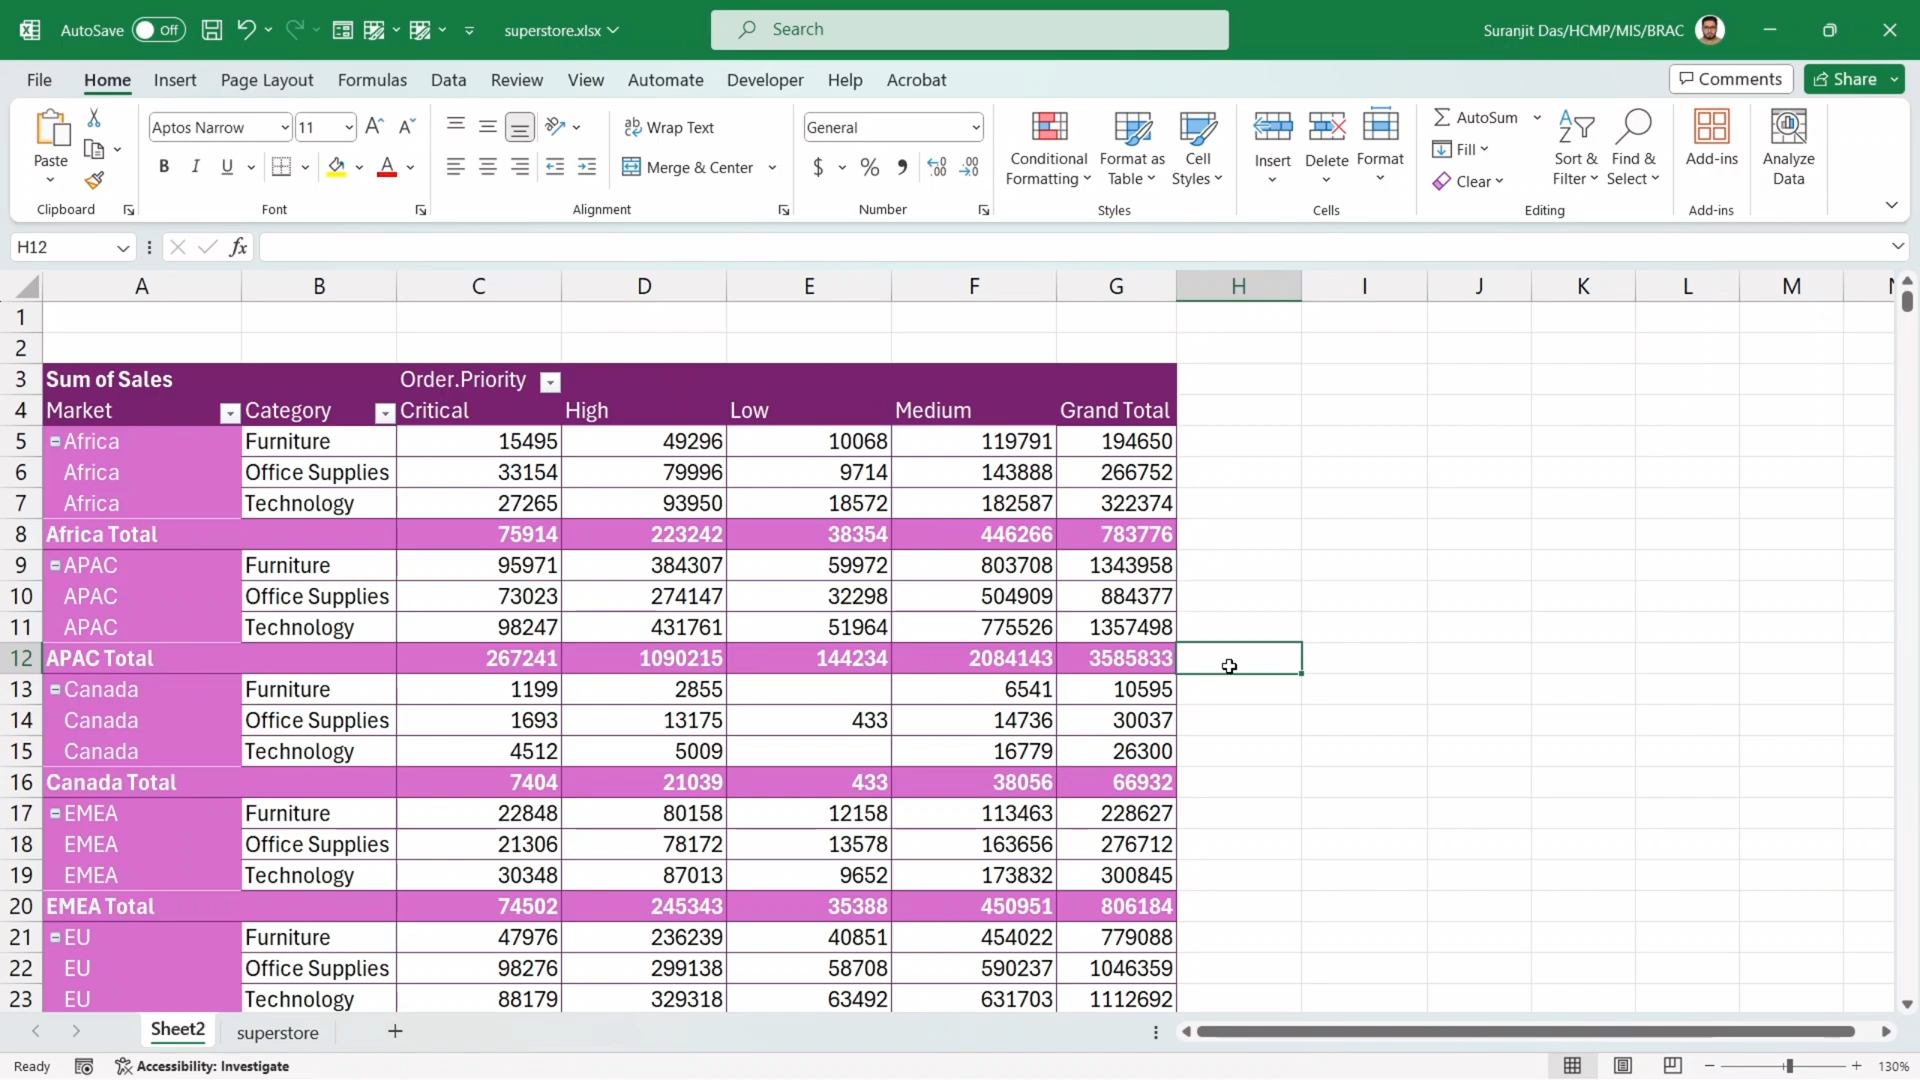 AutoSave Off superstore.xlsx Search Suranjit Das/HCMP/MIS/BRAC
File Home Insert Page Layout Formulas Data Review View Automate Developer Help Acrobat Comments Share
Paste Aptos Narrow 11 A A Wrap Text General Conditional Formatting Format as Table Cell Styles Insert Delete Format AutoSum Fill Clear Sort & Filter Find & Select Add-ins Analyze Data
B I U A Merge & Center $ % , .00
Clipboard Font Alignment Number Styles Cells Editing Add-ins
H12 fx
A B C D E F G H I J K L M
1
2
3 Sum of Sales Order.Priority
4 Market Category Critical High Low Medium Grand Total
5 Africa Furniture 15495 49296 10068 119791 194650
6 Africa Office Supplies 33154 79996 9714 143888 266752
7 Africa Technology 27265 93950 18572 182587 322374
8 Africa Total 75914 223242 38354 446266 783776
9 APAC Furniture 95971 384307 59972 803708 1343958
10 APAC Office Supplies 73023 274147 32298 504909 884377
11 APAC Technology 98247 431761 51964 775526 1357498
12 APAC Total 267241 1090215 144234 2084143 3585833
13 Canada Furniture 1199 2855 6541 10595
14 Canada Office Supplies 1693 13175 433 14736 30037
15 Canada Technology 4512 5009 16779 26300
16 Canada Total 7404 21039 433 38056 66932
17 EMEA Furniture 22848 80158 12158 113463 228627
18 EMEA Office Supplies 21306 78172 13578 163656 276712
19 EMEA Technology 30348 87013 9652 173832 300845
20 EMEA Total 74502 245343 35388 450951 806184
21 EU Furniture 47976 236239 40851 454022 779088
22 EU Office Supplies 98276 299138 58708 590237 1046359
23 EU Technology 88179 329318 63492 631703 1112692
Sheet2 superstore
Ready Accessibility: Investigate 130%